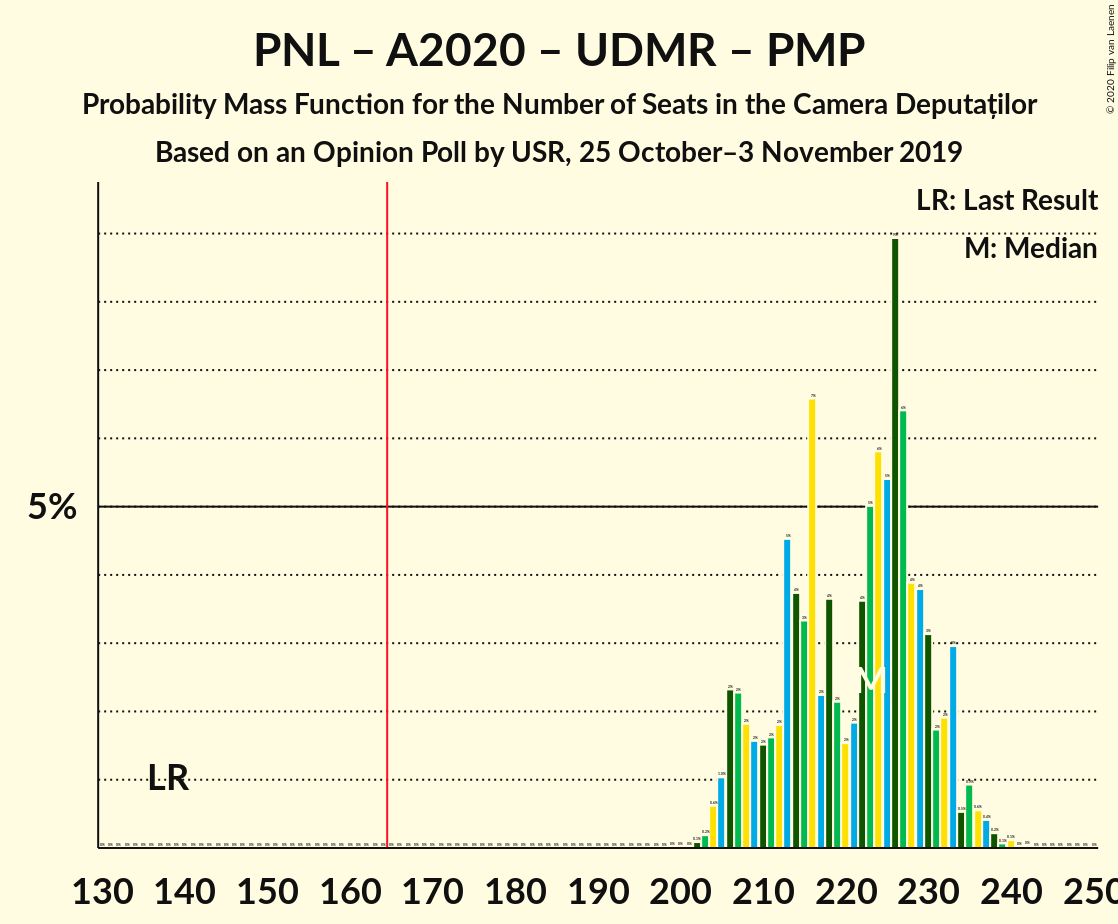 PNL – A2020 – UDMR – PMP
Probability Mass Function for the Number of Seats in the Camera Deputaților
Based on an Opinion Poll by USR, 25 October–3 November 2019
© 2020 Filip van Laenen
LR: Last Result
M: Median
5%
M
LR
130 140 150 160 170 180 190 200 210 220 230 240 250